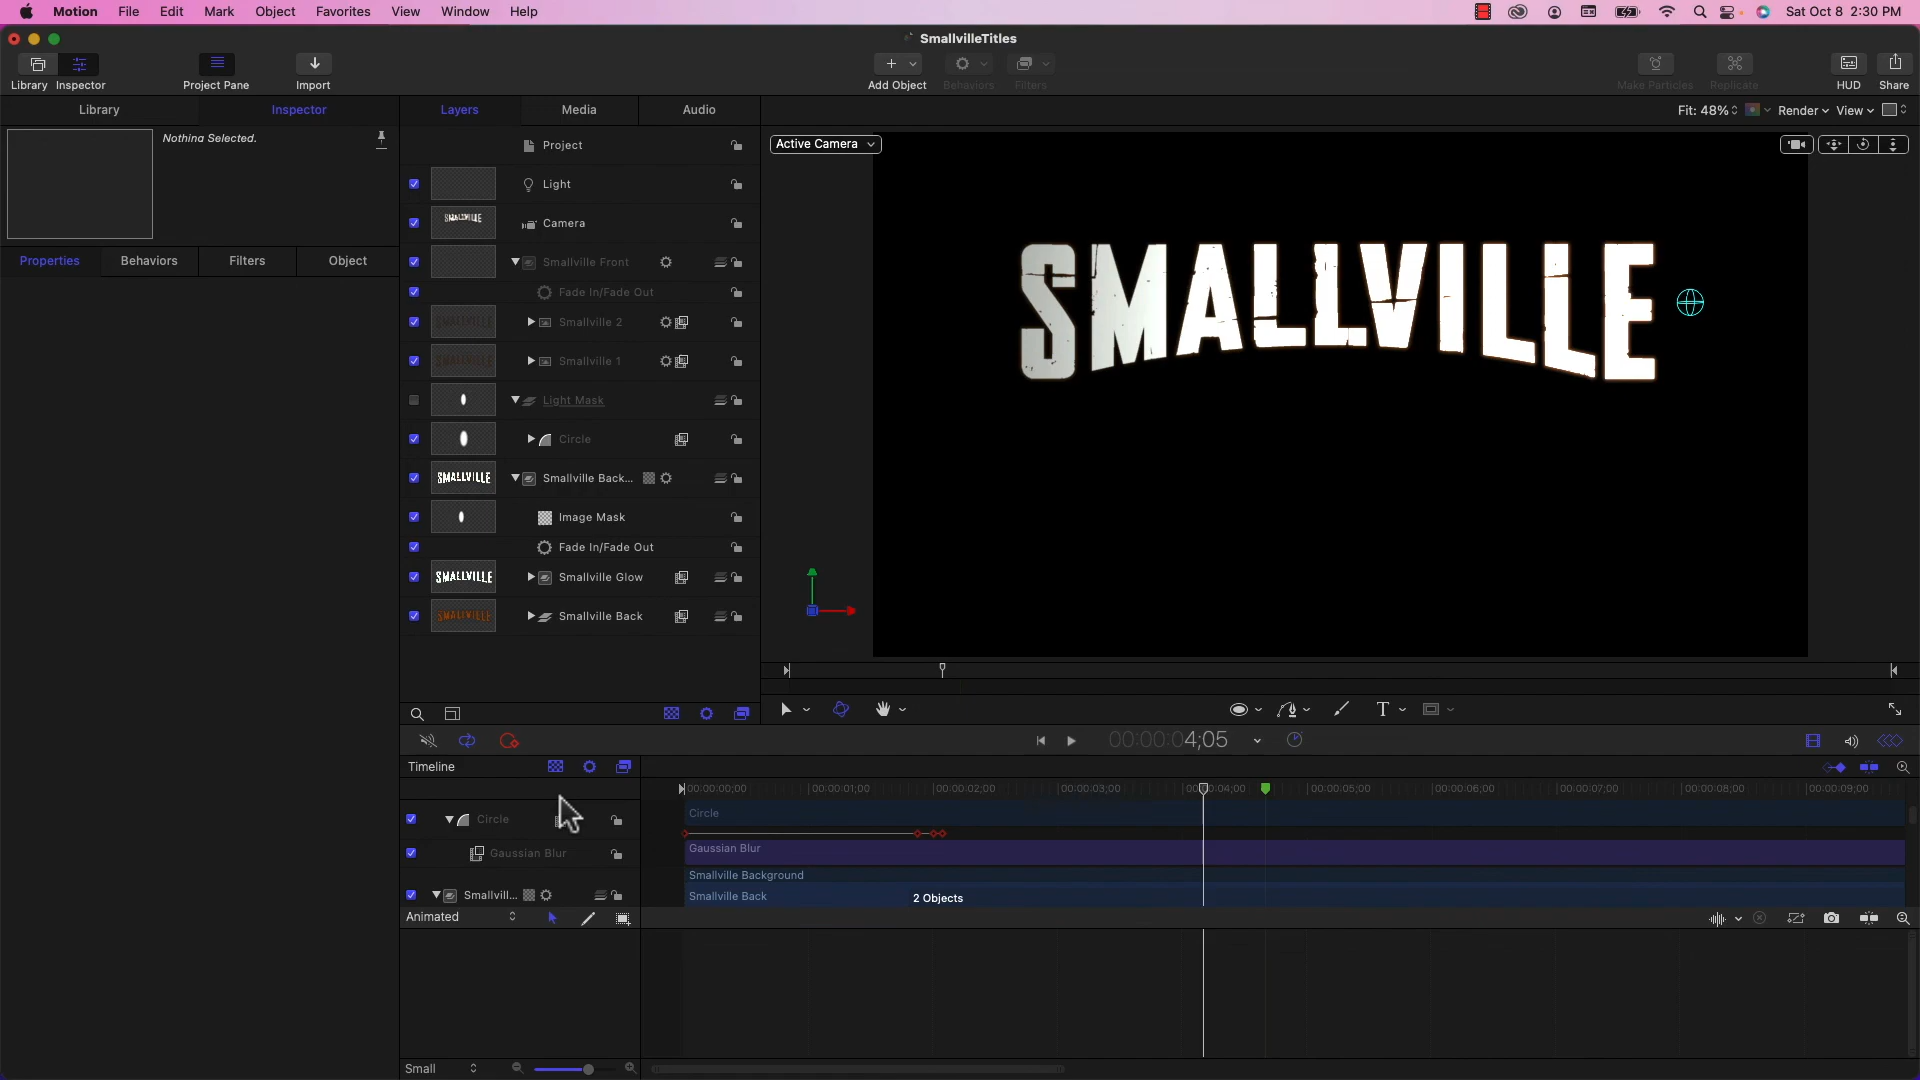 Motion File Edit Mark Object Favorites View Window Help
Sat Oct 8 2:30 PM
SmallvilleTitles
Library Inspector Project Pane Import Add Object Behaviors Filters Make Particles Replicate HUD Share
Library Inspector Layers Media Audio
Fit: 48% Render View
Nothing Selected.
Active Camera
Project
Light
SMALLVILLE Camera
Properties Behaviors Filters Object
Smallville Front
Fade In/Fade Out
SMALLVILLE
Smallville 2
Smallville 1
Light Mask
Circle
SMALLVILLE Smallville Back...
Image Mask
Fade In/Fade Out
SMALLVILLE Smallville Glow
SMALLVILLE Smallville Back
T
00:00:04;05
Timeline
00:00:00;00 00:00:01;00 00:00:02;00 00:00:03;00 00:00:04;00 00:00:05;00 00:00:06;00 00:00:07;00 00:00:08;00 00:00:09;00
Circle Circle
Gaussian Blur Gaussian Blur
Smallville Background
Smallvill... Smallville Back 2 Objects
Animated
Small